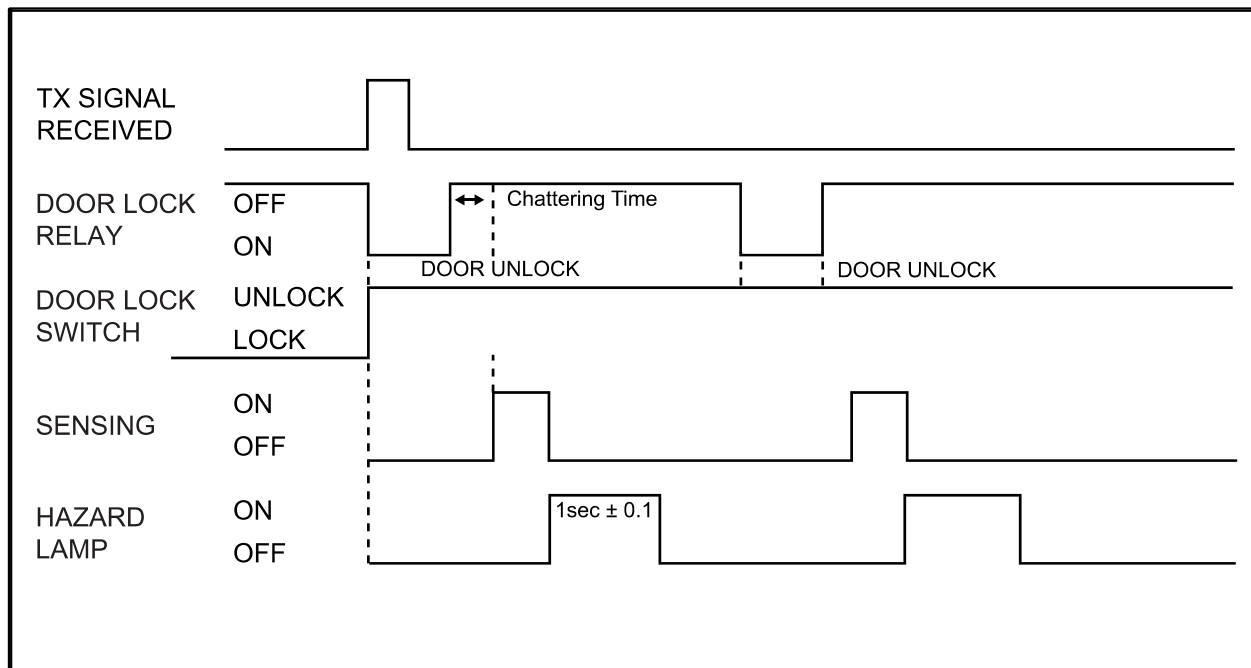 TX SIGNAL
RECEIVED
DOOR LOCK
RELAY
OFF
ON
Chattering Time
DOOR UNLOCK
DOOR UNLOCK
DOOR LOCK
SWITCH
UNLOCK
LOCK
SENSING
ON
OFF
HAZARD
LAMP
ON
OFF
1sec ± 0.1